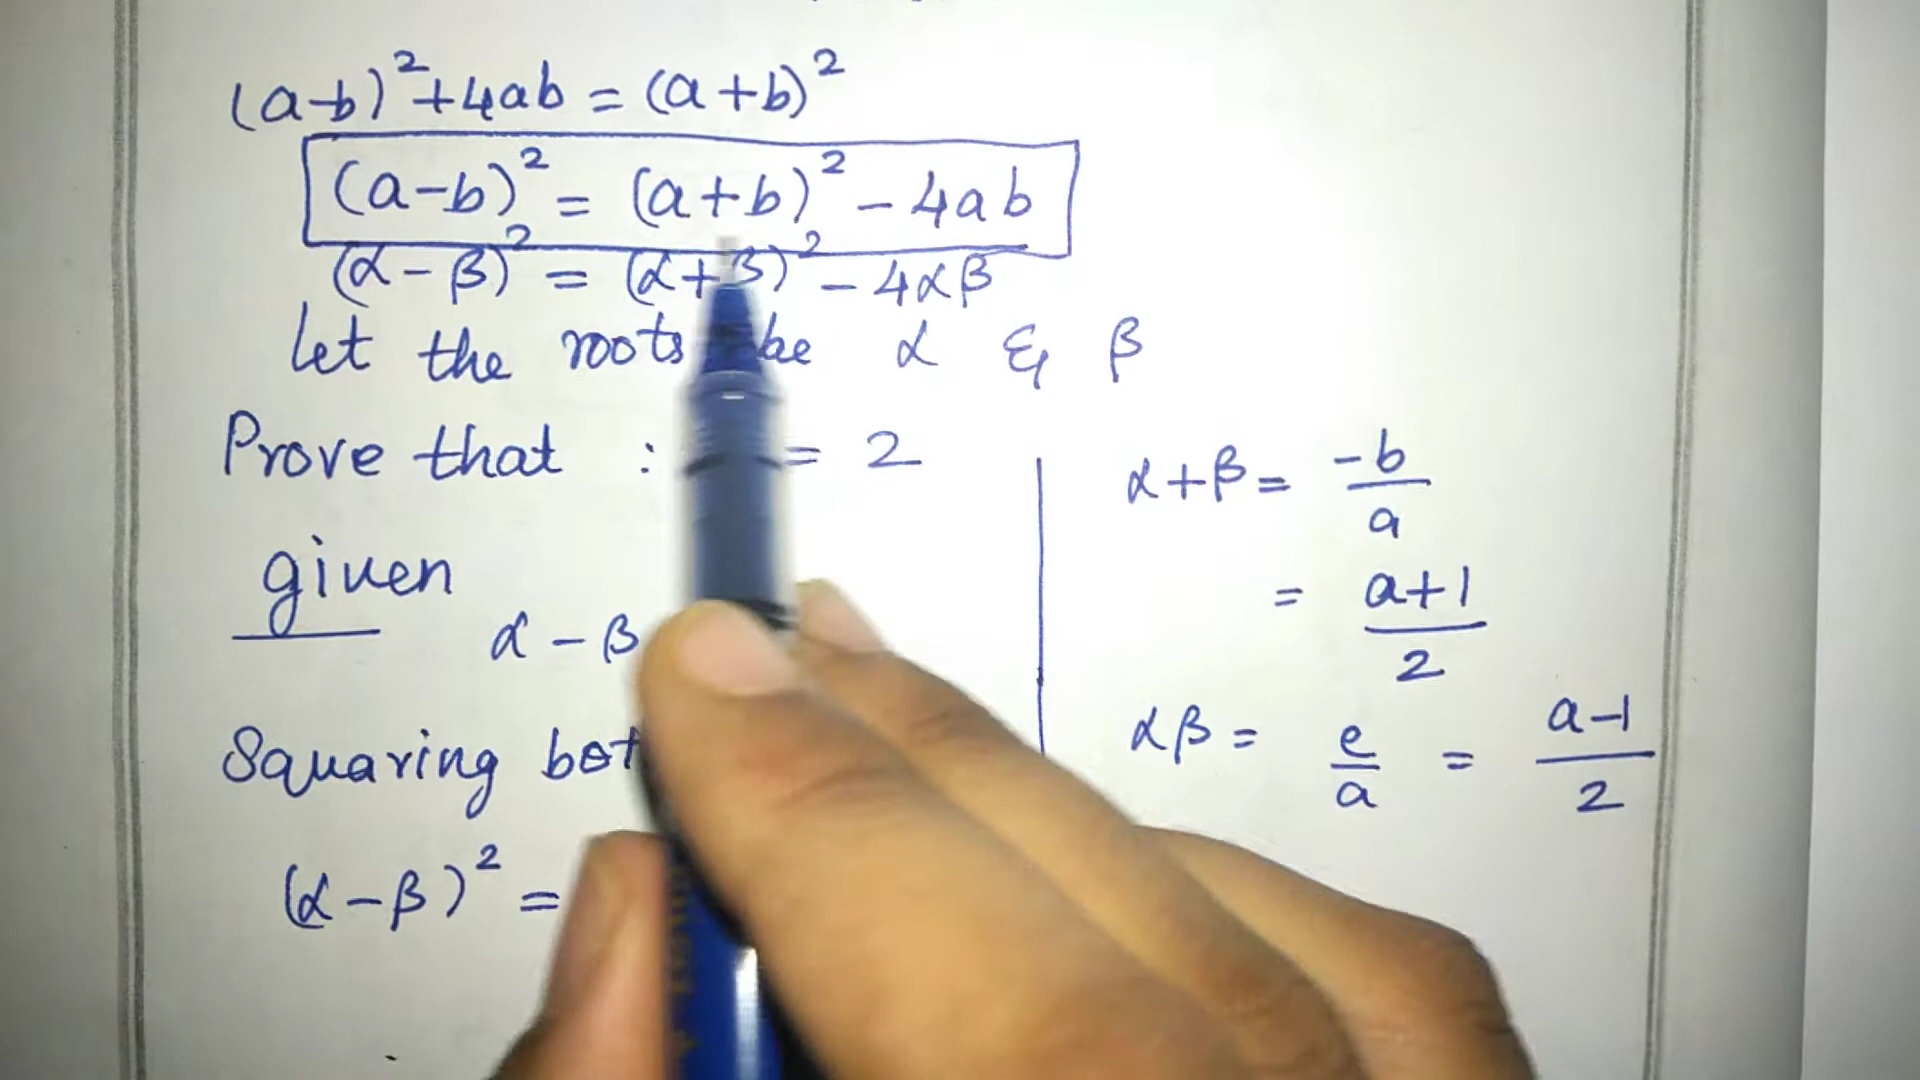 (a-b)²+4ab = (a+b)²
(a-b)² = (a+b)² - 4ab
(α-β)² = (α+β)² - 4αβ
let the roots be α & β
Prove that : = 2
given
α - β
Squaring
(α-β)² =
α+β = -b/a
= a+1/2
αβ = c/a = a-1/2